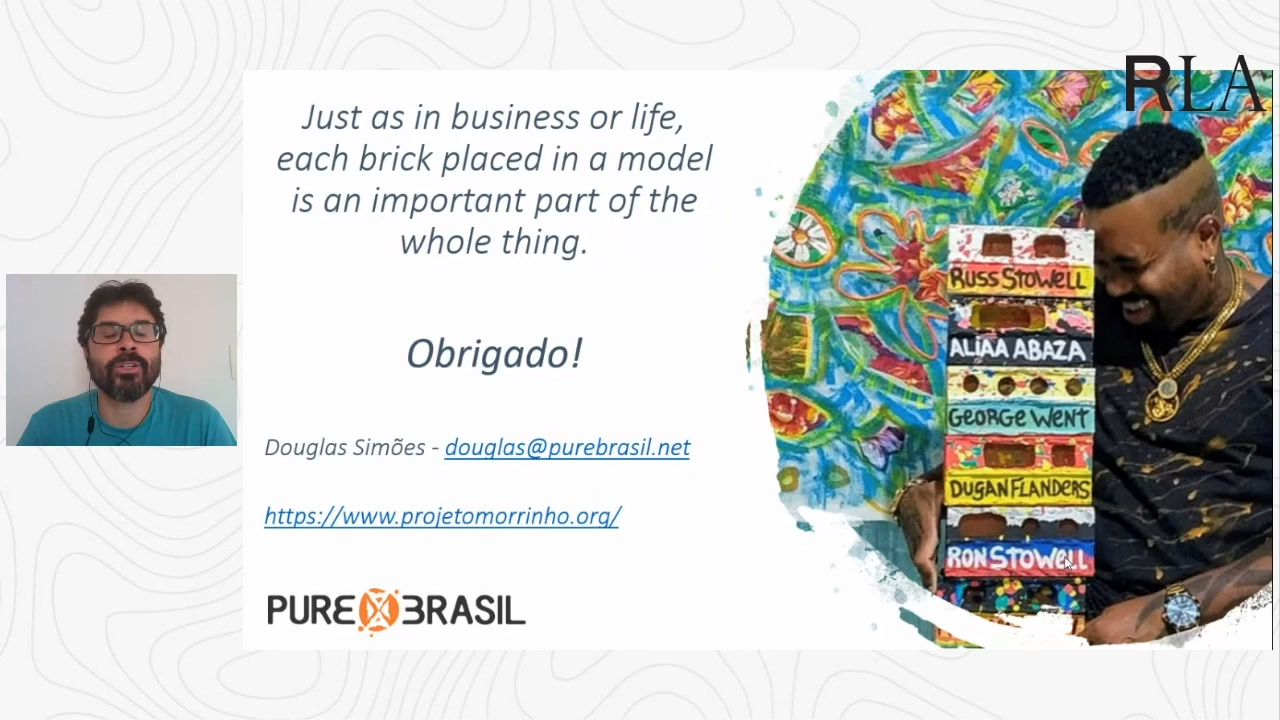 RLA
Just as in business or life,
each brick placed in a model
is an important part of the
whole thing.
Obrigado!
Douglas Simões - douglas@purebrasil.net
https://www.projetomorrinho.org/
PURE BRASIL
RUSS STOWELL
ALIAA ABAZA
GEORGE WENT
DUGAN FLANDERS
RON STOWELL